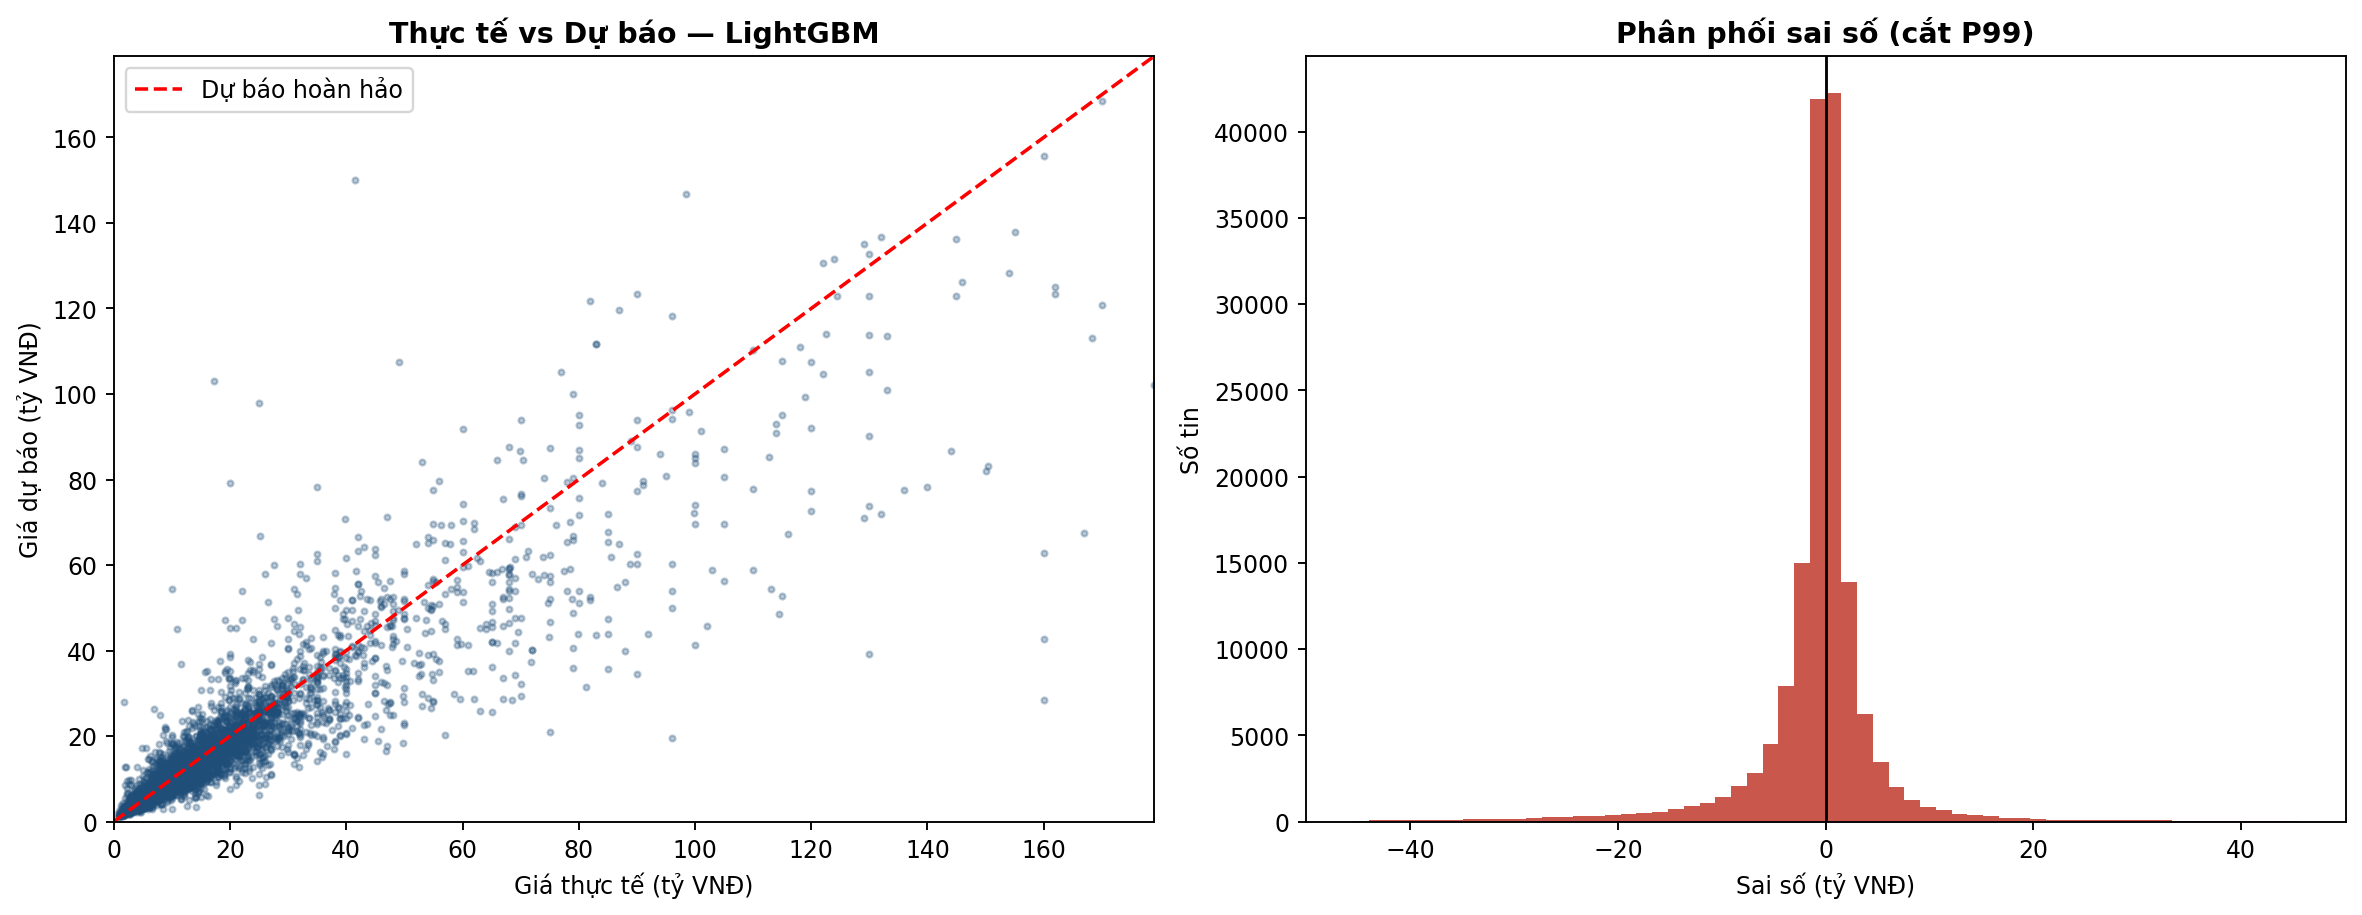 Thực tế vs Dự báo — LightGBM
Dự báo hoàn hảo
Giá dự báo (tỷ VNĐ)
160
140
120
100
80
60
40
20
0
0 20 40 60 80 100 120 140 160
Giá thực tế (tỷ VNĐ)
Phân phối sai số (cắt P99)
Số tin
40000
35000
30000
25000
20000
15000
10000
5000
0
−40 −20 0 20 40
Sai số (tỷ VNĐ)